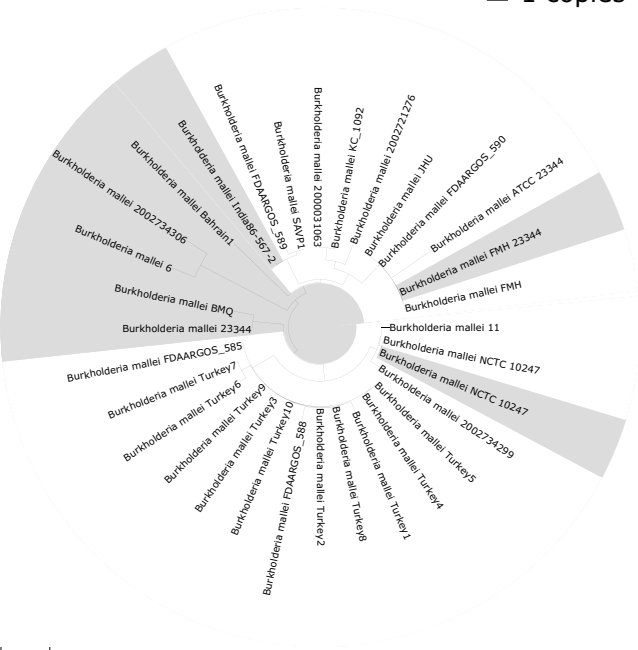 1 copies
Burkholderia mallei FDAARGOS_589
Burkholderia mallei SAVP1
Burkholderia mallei 2000031063
Burkholderia mallei KC_1092
Burkholderia mallei 2002721276
Burkholderia mallei JHU
Burkholderia mallei FDAARGOS_590
Burkholderia mallei ATCC 23344
Burkholderia mallei FMH 23344
Burkholderia mallei FMH
Burkholderia mallei 11
Burkholderia mallei NCTC 10247
Burkholderia mallei NCTC 10247
Burkholderia mallei 2002734299
Burkholderia mallei Turkey5
Burkholderia mallei Turkey4
Burkholderia mallei Turkey1
Burkholderia mallei Turkey8
Burkholderia mallei Turkey2
Burkholderia mallei FDAARGOS_588
Burkholderia mallei Turkey10
Burkholderia mallei Turkey3
Burkholderia mallei Turkey9
Burkholderia mallei Turkey6
Burkholderia mallei Turkey7
Burkholderia mallei FDAARGOS_585
Burkholderia mallei 23344
Burkholderia mallei BMQ
Burkholderia mallei 6
Burkholderia mallei 2002734306
Burkholderia mallei Bahrain1
Burkholderia mallei India86-567-2